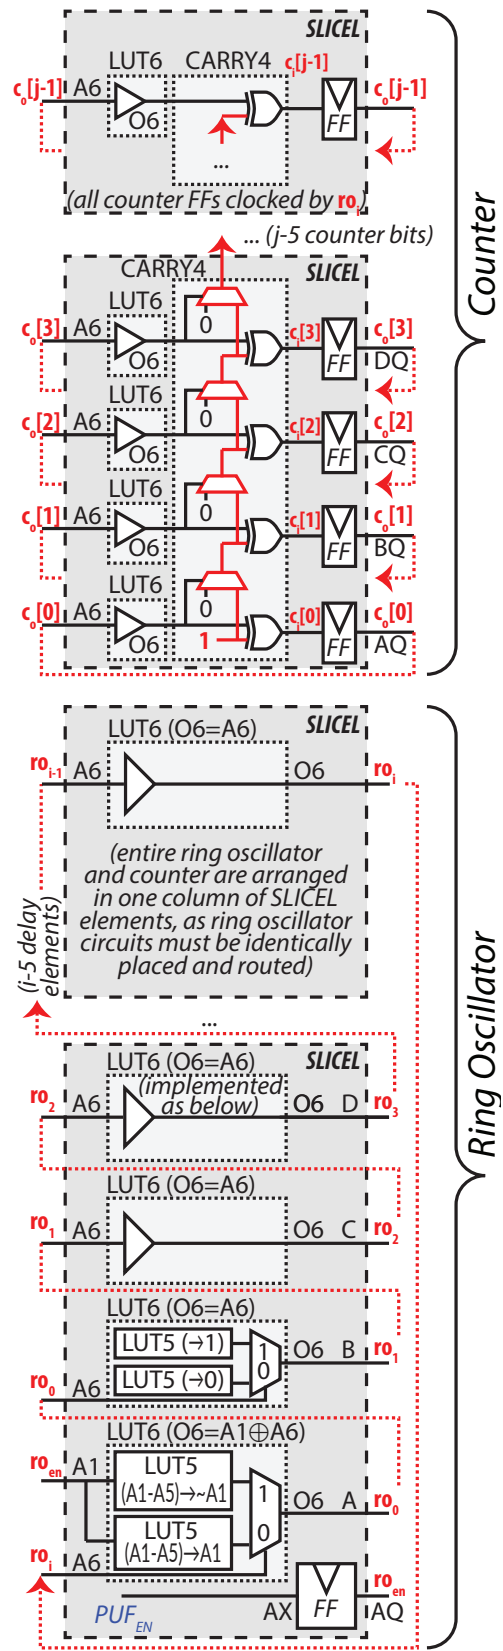 SLICEL
LUT6 CARRY4 c_i[j-1]
c_o[j-1] A6 O6 FF c_o[j-1]
...
(all counter FFs clocked by ro_i)
... (j-5 counter bits)
CARRY4 SLICEL
LUT6
c_o[3] A6 O6 0 c_i[3] FF c_o[3] DQ
LUT6
c_o[2] A6 O6 0 c_i[2] FF c_o[2] CQ
LUT6
c_o[1] A6 O6 0 c_i[1] FF c_o[1] BQ
LUT6
c_o[0] A6 O6 0 1 c_i[0] FF c_o[0] AQ
Counter
SLICEL
LUT6 (O6=A6)
ro_i-1 A6 O6 ro_i
(entire ring oscillator
and counter are arranged
in one column of SLICEL
elements, as ring oscillator
circuits must be identically
placed and routed)
(i-5 delay
elements)
...
Ring Oscillator
LUT6 (O6=A6) SLICEL
(implemented
as below)
ro_2 A6 O6 D ro_3
LUT6 (O6=A6)
ro_1 A6 O6 C ro_2
LUT6 (O6=A6)
LUT5 (→1) 1
LUT5 (→0) 0
ro_0 A6 O6 B ro_1
LUT6 (O6=A1⊕A6)
ro_en A1 LUT5
(A1-A5)→~A1 1
O6 A ro_0
LUT5 0
(A1-A5)→A1
ro_i A6
PUF_EN AX FF ro_en AQ